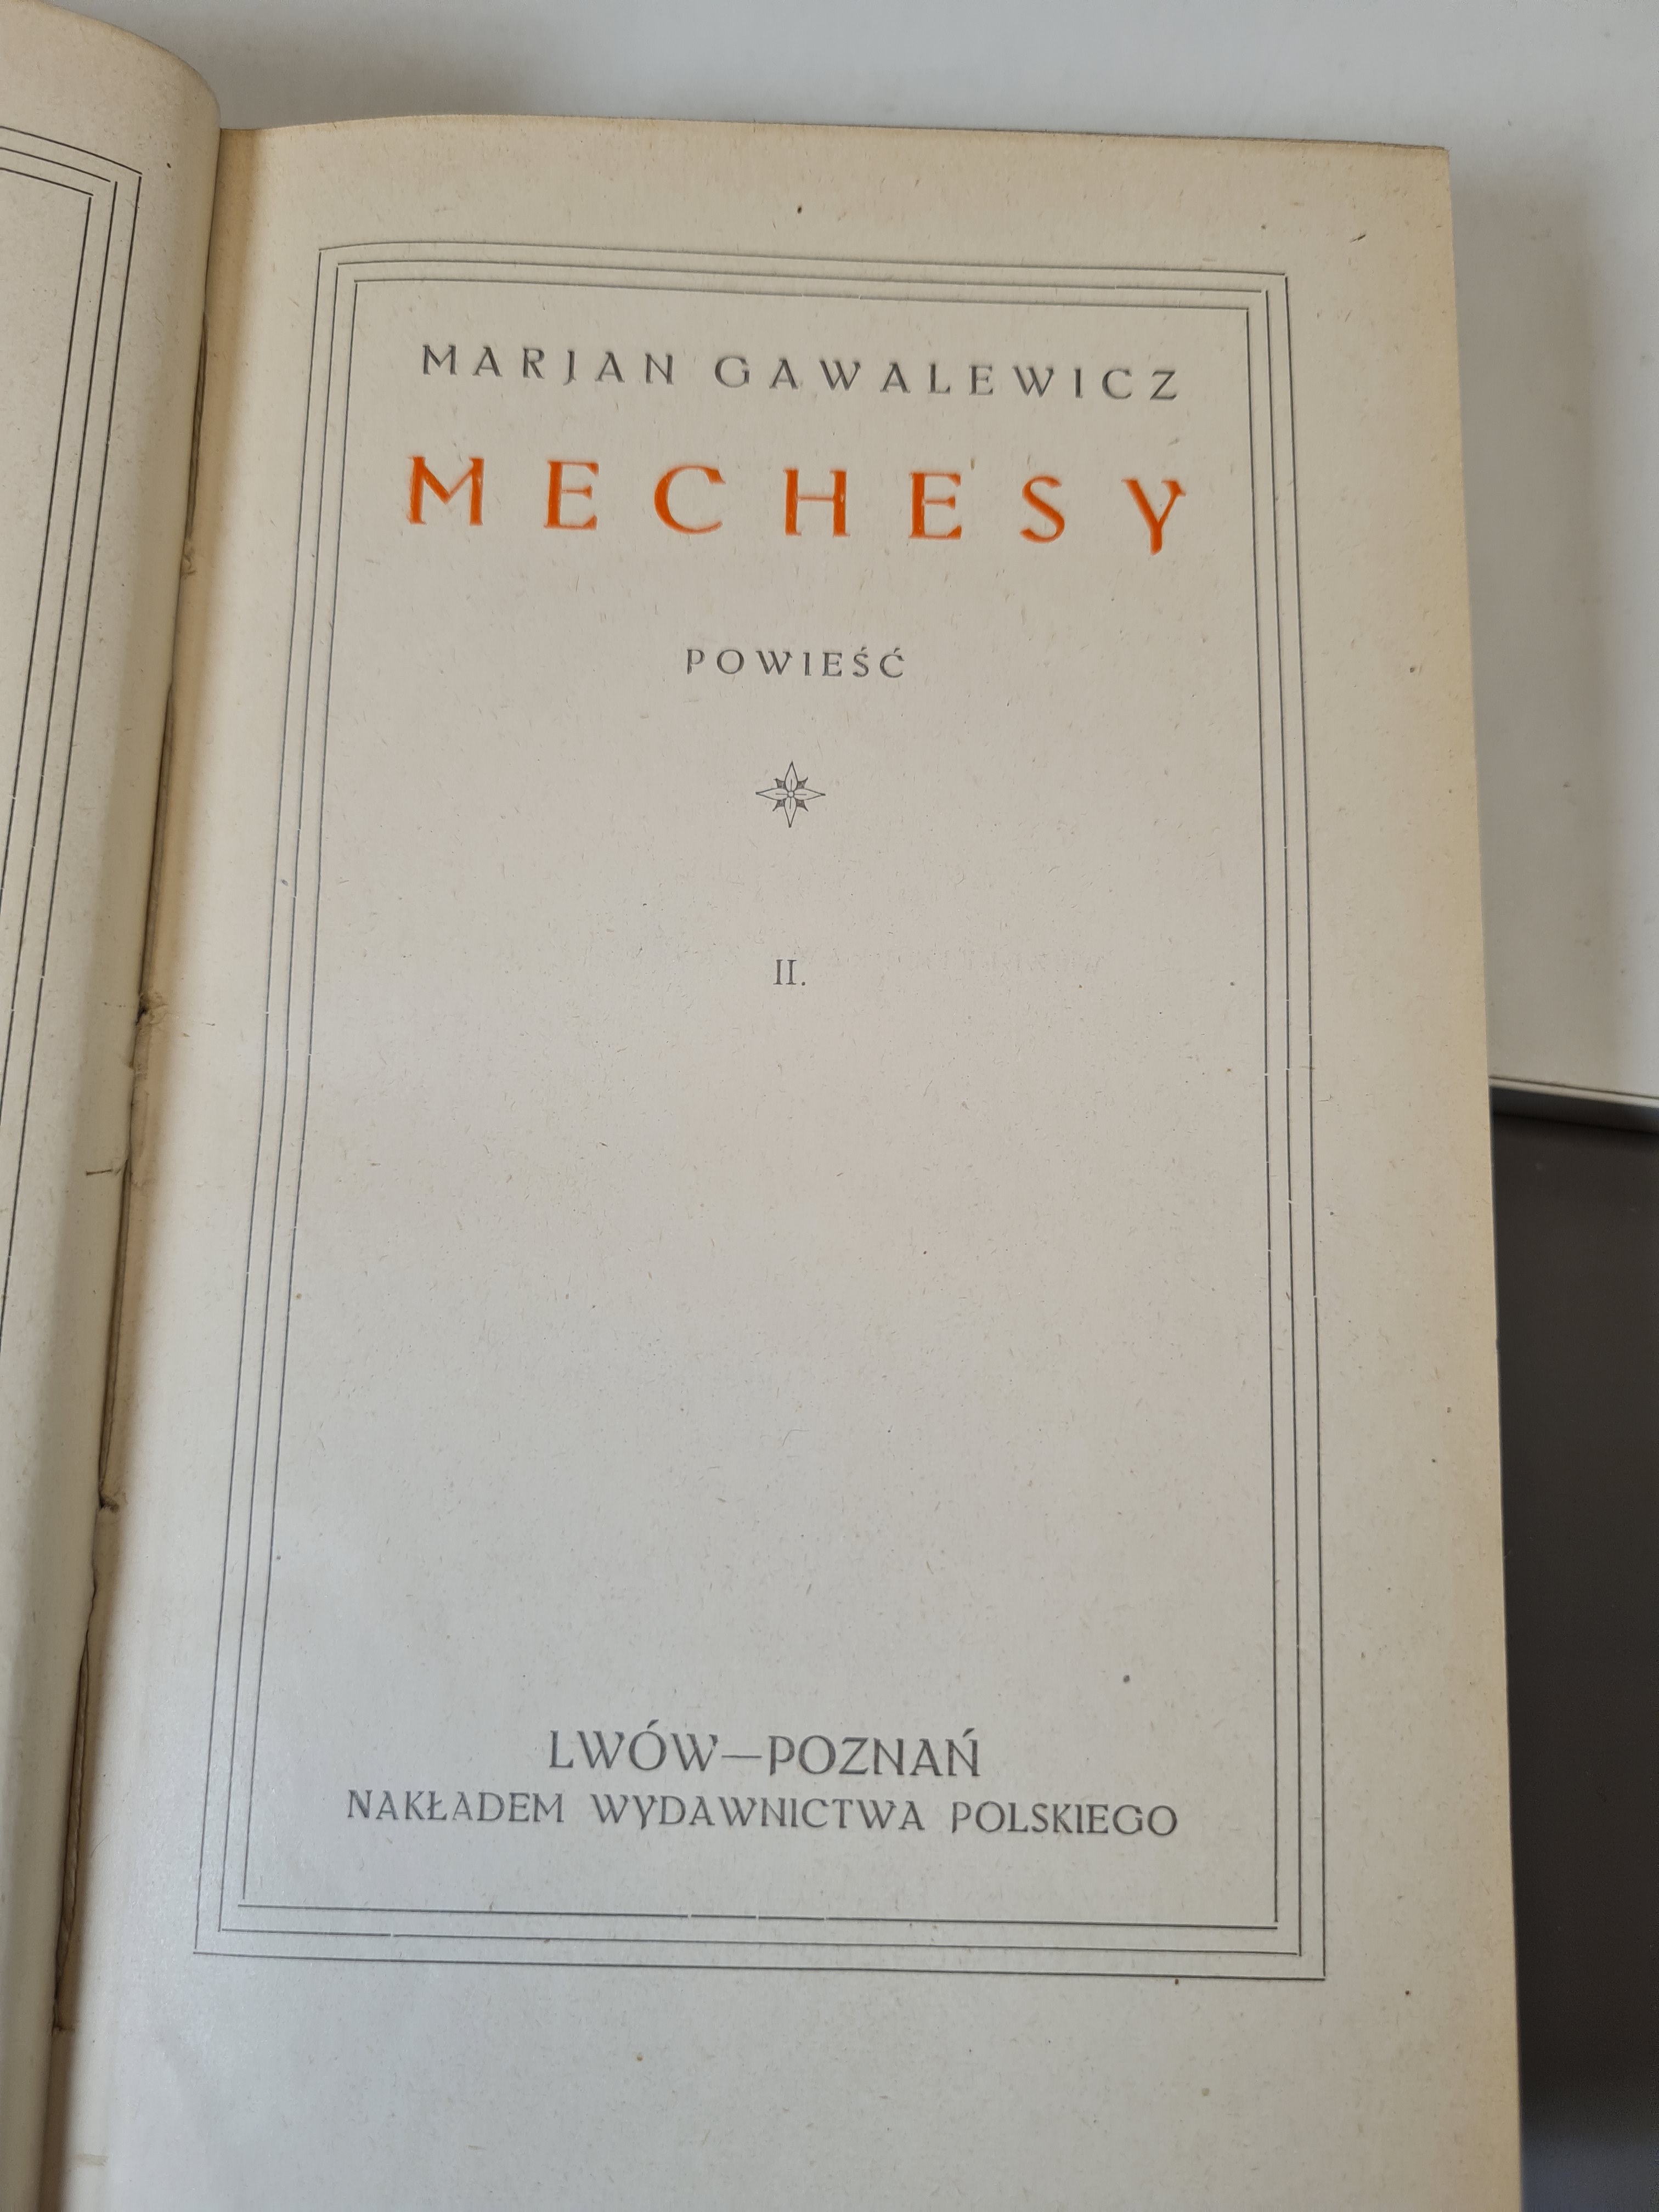 MARJAN GAWALEWICZ
MECHESY
POWIEŚĆ
II.
LWÓW—POZNAŃ
NAKŁADEM WYDAWNICTWA POLSKIEGO